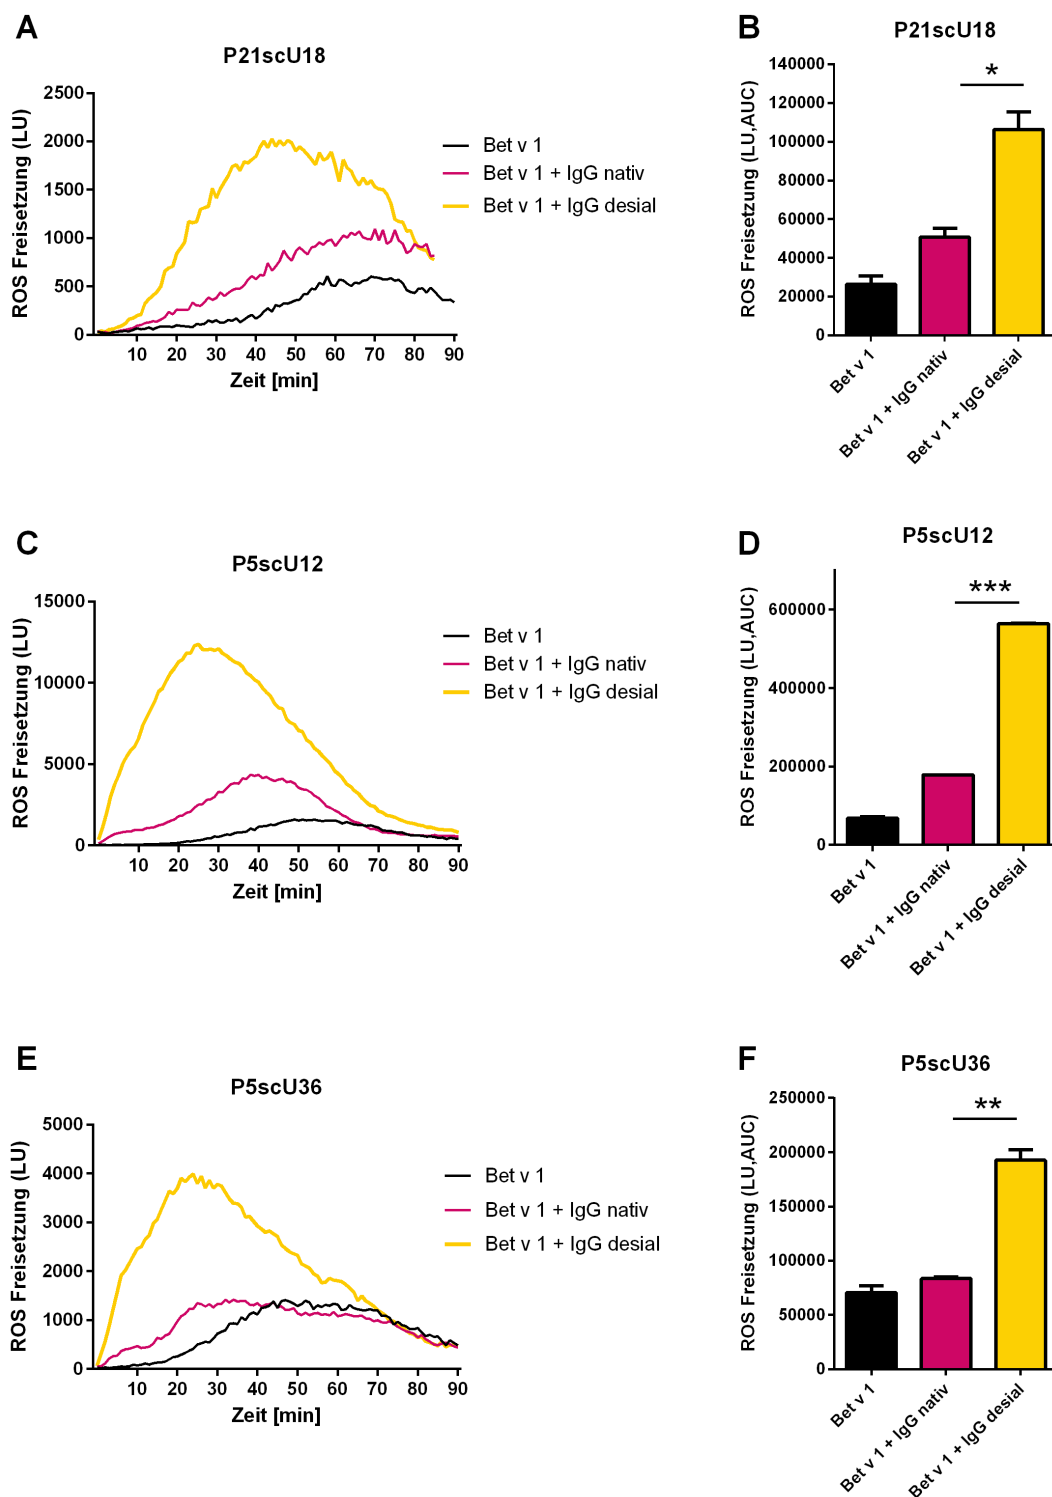 A
P21scU18
ROS Freisetzung (LU)
2500
2000
1500
1000
500
0
10 20 30 40 50 60 70 80 90
Zeit [min]
Bet v 1
Bet v 1 + IgG nativ
Bet v 1 + IgG desial
B
P21scU18
ROS Freisetzung (LU,AUC)
140000
120000
100000
80000
60000
40000
20000
0
*
Bet v 1
Bet v 1 + IgG nativ
Bet v 1 + IgG desial
C
P5scU12
ROS Freisetzung (LU)
15000
10000
5000
0
10 20 30 40 50 60 70 80 90
Zeit [min]
Bet v 1
Bet v 1 + IgG nativ
Bet v 1 + IgG desial
D
P5scU12
ROS Freisetzung (LU,AUC)
600000
400000
200000
0
***
Bet v 1
Bet v 1 + IgG nativ
Bet v 1 + IgG desial
E
P5scU36
ROS Freisetzung (LU)
5000
4000
3000
2000
1000
0
10 20 30 40 50 60 70 80 90
Zeit [min]
Bet v 1
Bet v 1 + IgG nativ
Bet v 1 + IgG desial
F
P5scU36
ROS Freisetzung (LU,AUC)
250000
200000
150000
100000
50000
0
**
Bet v 1
Bet v 1 + IgG nativ
Bet v 1 + IgG desial